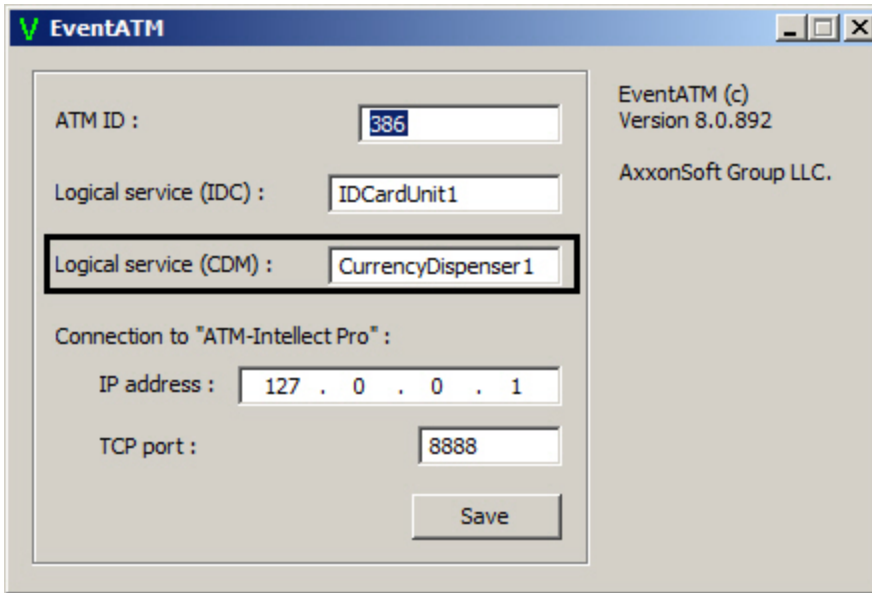 EventATM
ATM ID : 386
Logical service (IDC) : IDCardUnit1
Logical service (CDM) : CurrencyDispenser1
Connection to "ATM-Intellect Pro" :
IP address : 127 . 0 . 0 . 1
TCP port : 8888
Save
EventATM (c)
Version 8.0.892
AxxonSoft Group LLC.